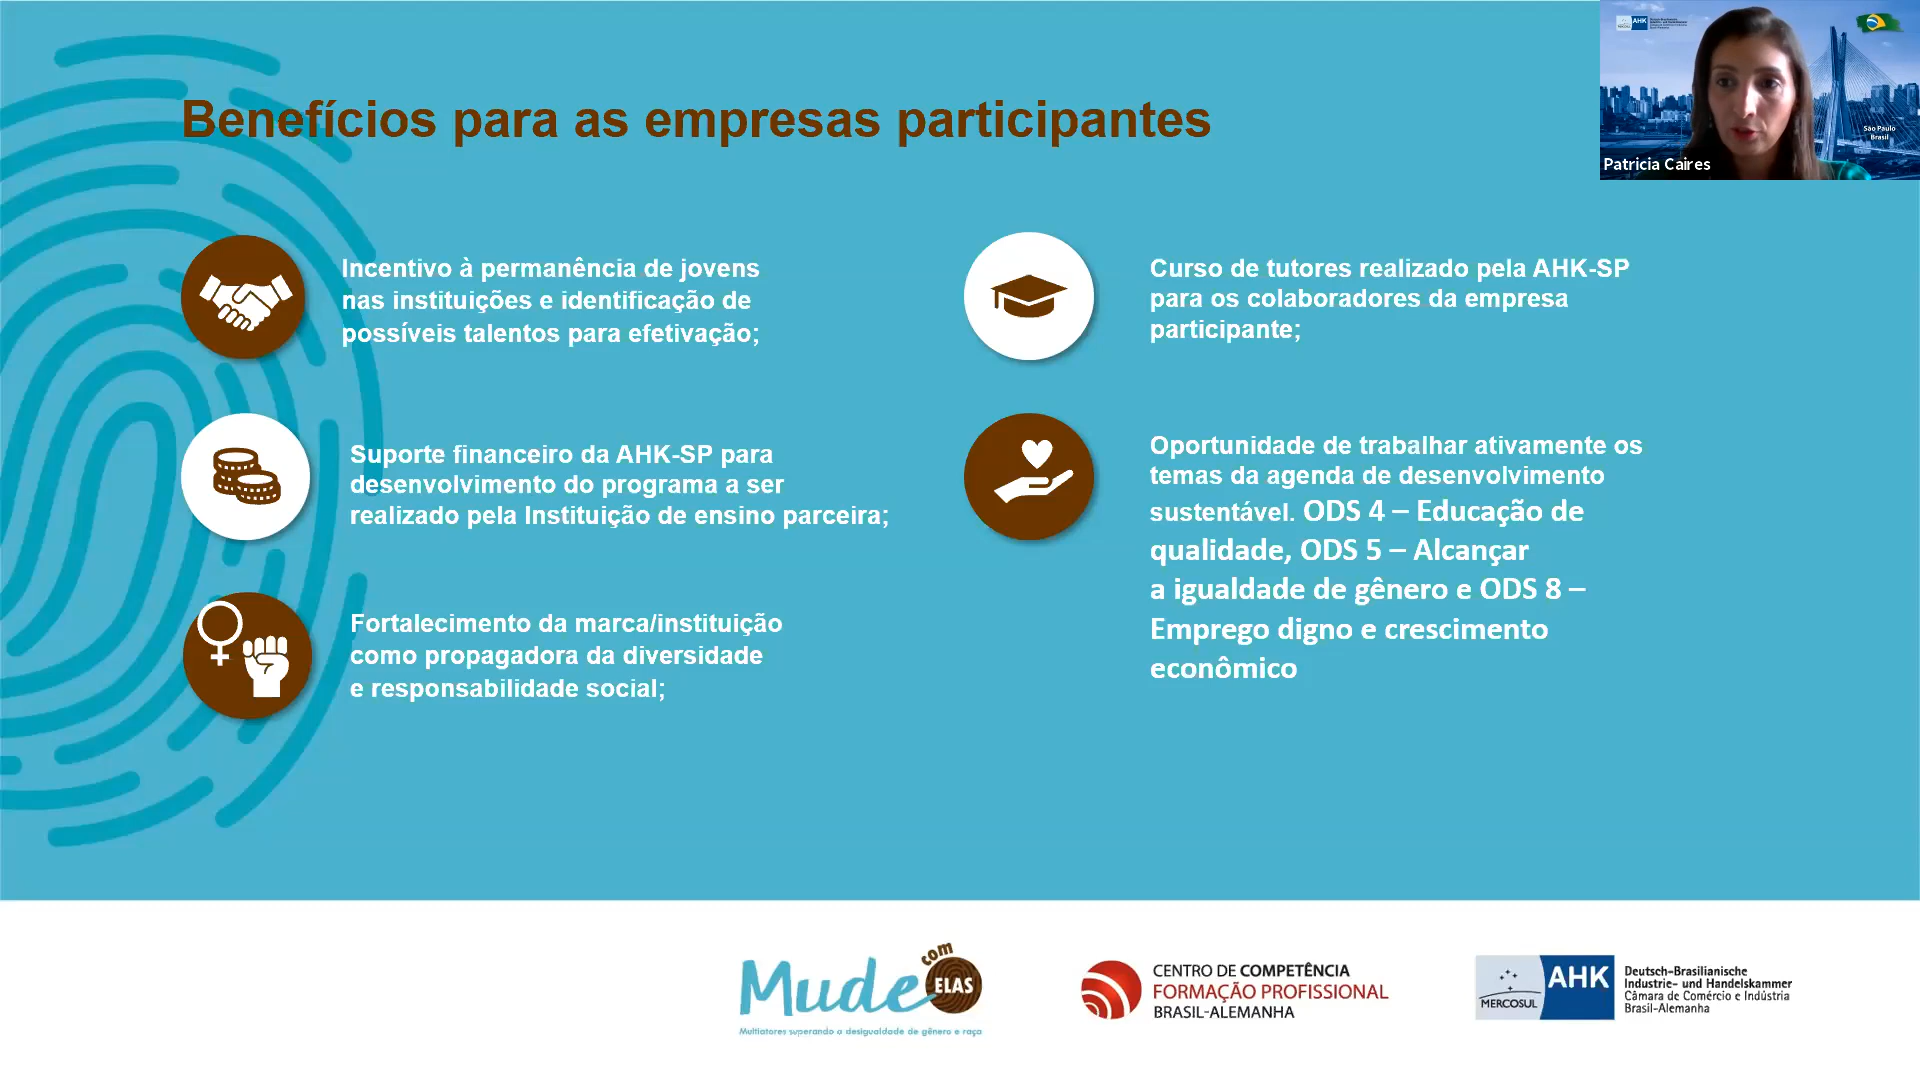 Benefícios para as empresas participantes
Incentivo à permanência de jovens
nas instituições e identificação de
possíveis talentos para efetivação;
Suporte financeiro da AHK-SP para
desenvolvimento do programa a ser
realizado pela Instituição de ensino parceira;
Fortalecimento da marca/instituição
como propagadora da diversidade
e responsabilidade social;
Curso de tutores realizado pela AHK-SP
para os colaboradores da empresa
participante;
Oportunidade de trabalhar ativamente os
temas da agenda de desenvolvimento
sustentável. ODS 4 – Educação de
qualidade, ODS 5 – Alcançar
a igualdade de gênero e ODS 8 –
Emprego digno e crescimento
econômico
AHK
São Paulo
Brasil
Patricia Caires
Mude com ELAS
Multiatores superando a desigualdade de gênero e raça
CENTRO DE COMPETÊNCIA
FORMAÇÃO PROFISSIONAL
BRASIL-ALEMANHA
MERCOSUL
AHK
Deutsch-Brasilianische
Industrie- und Handelskammer
Câmara de Comércio e Indústria
Brasil-Alemanha